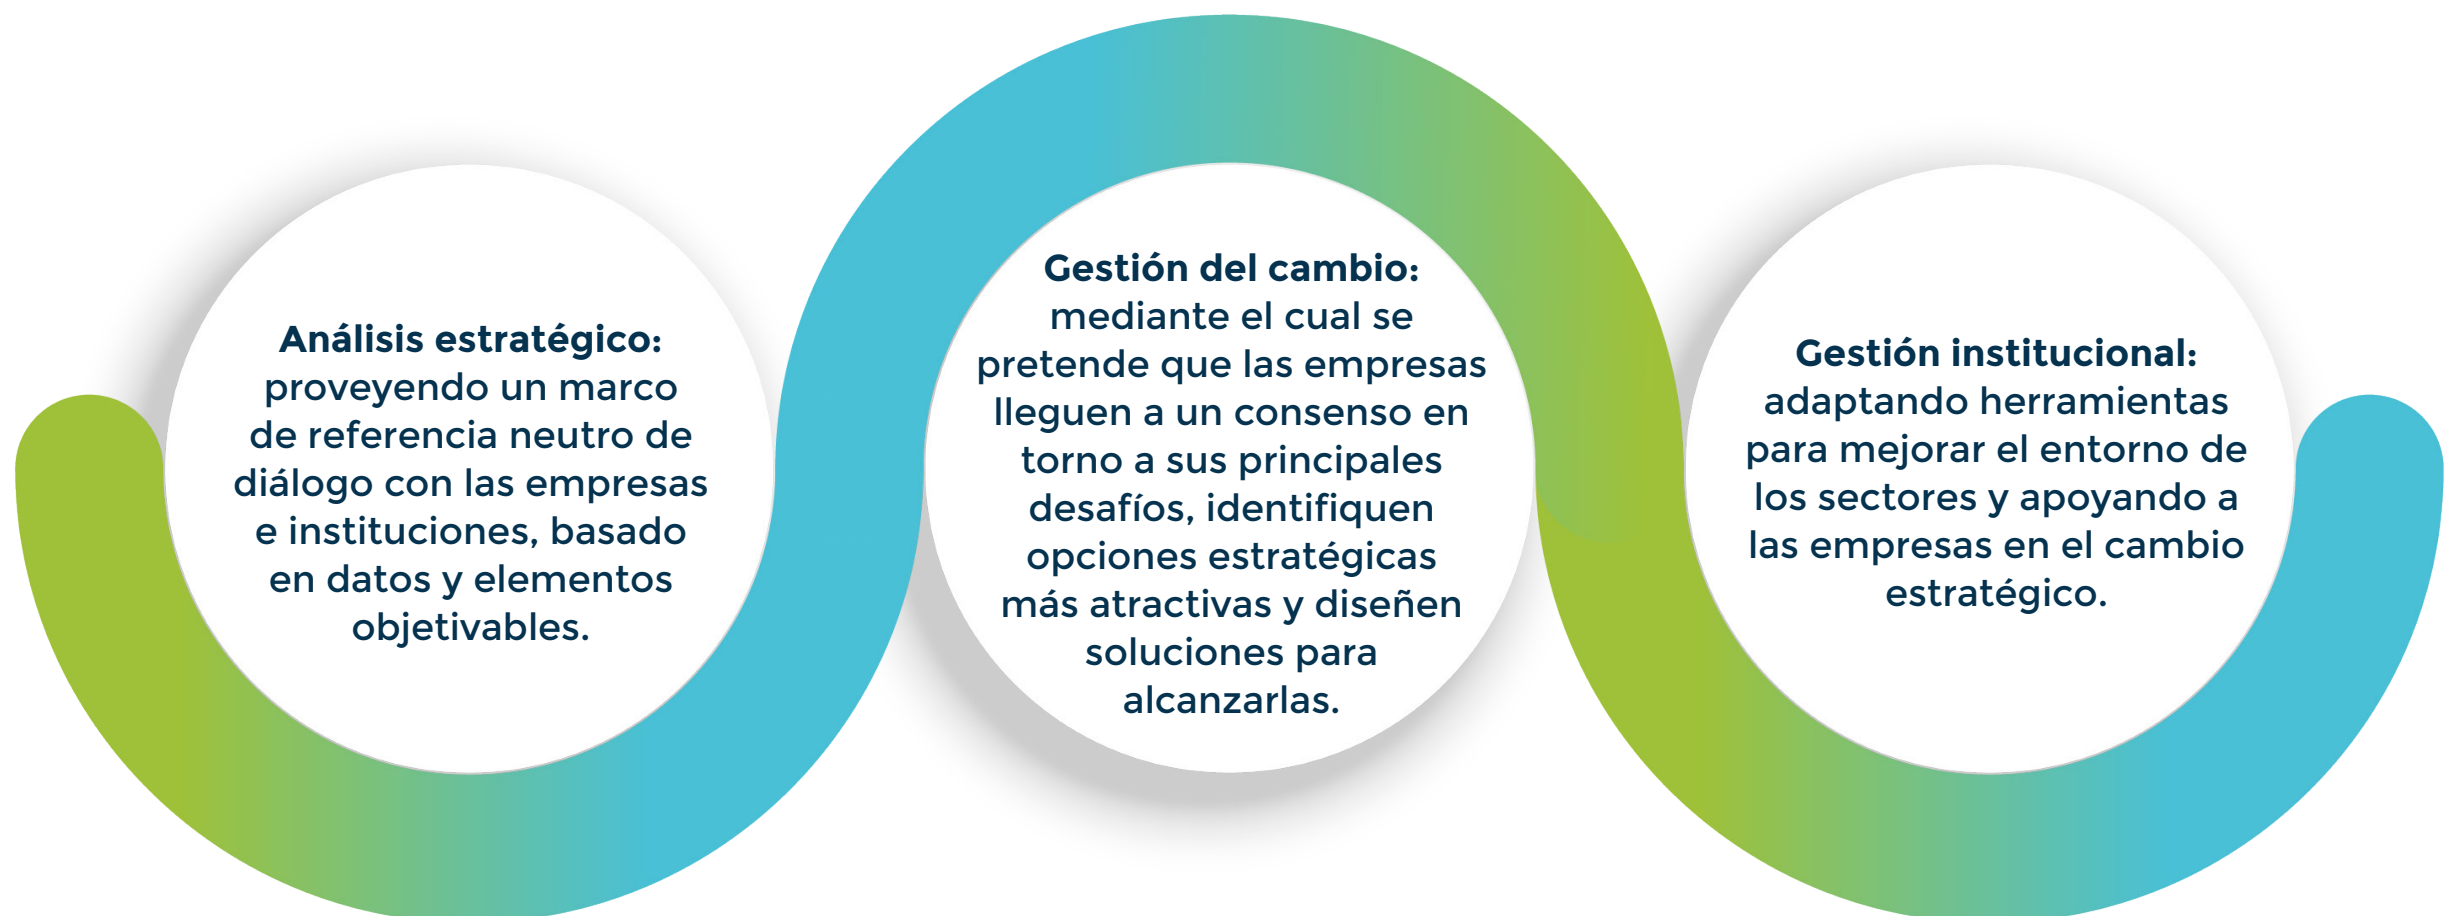 Análisis estratégico:
proveyendo un marco
de referencia neutro de
diálogo con las empresas
e instituciones, basado
en datos y elementos
objetivables.
Gestión del cambio:
mediante el cual se
pretende que las empresas
lleguen a un consenso en
torno a sus principales
desafíos, identifiquen
opciones estratégicas
más atractivas y diseñen
soluciones para
alcanzarlas.
Gestión institucional:
adaptando herramientas
para mejorar el entorno de
los sectores y apoyando a
las empresas en el cambio
estratégico.